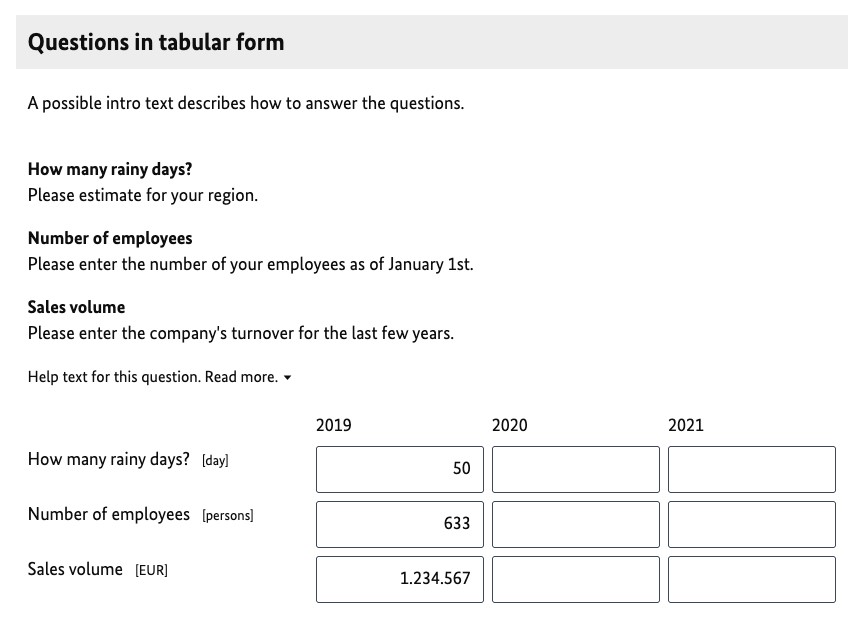 Questions in tabular form
A possible intro text describes how to answer the questions.
How many rainy days?
Please estimate for your region.
Number of employees
Please enter the number of your employees as of January 1st.
Sales volume
Please enter the company's turnover for the last few years.
Help text for this question. Read more.
2019 2020 2021
How many rainy days? [day] 50
Number of employees [persons] 633
Sales volume [EUR] 1.234.567